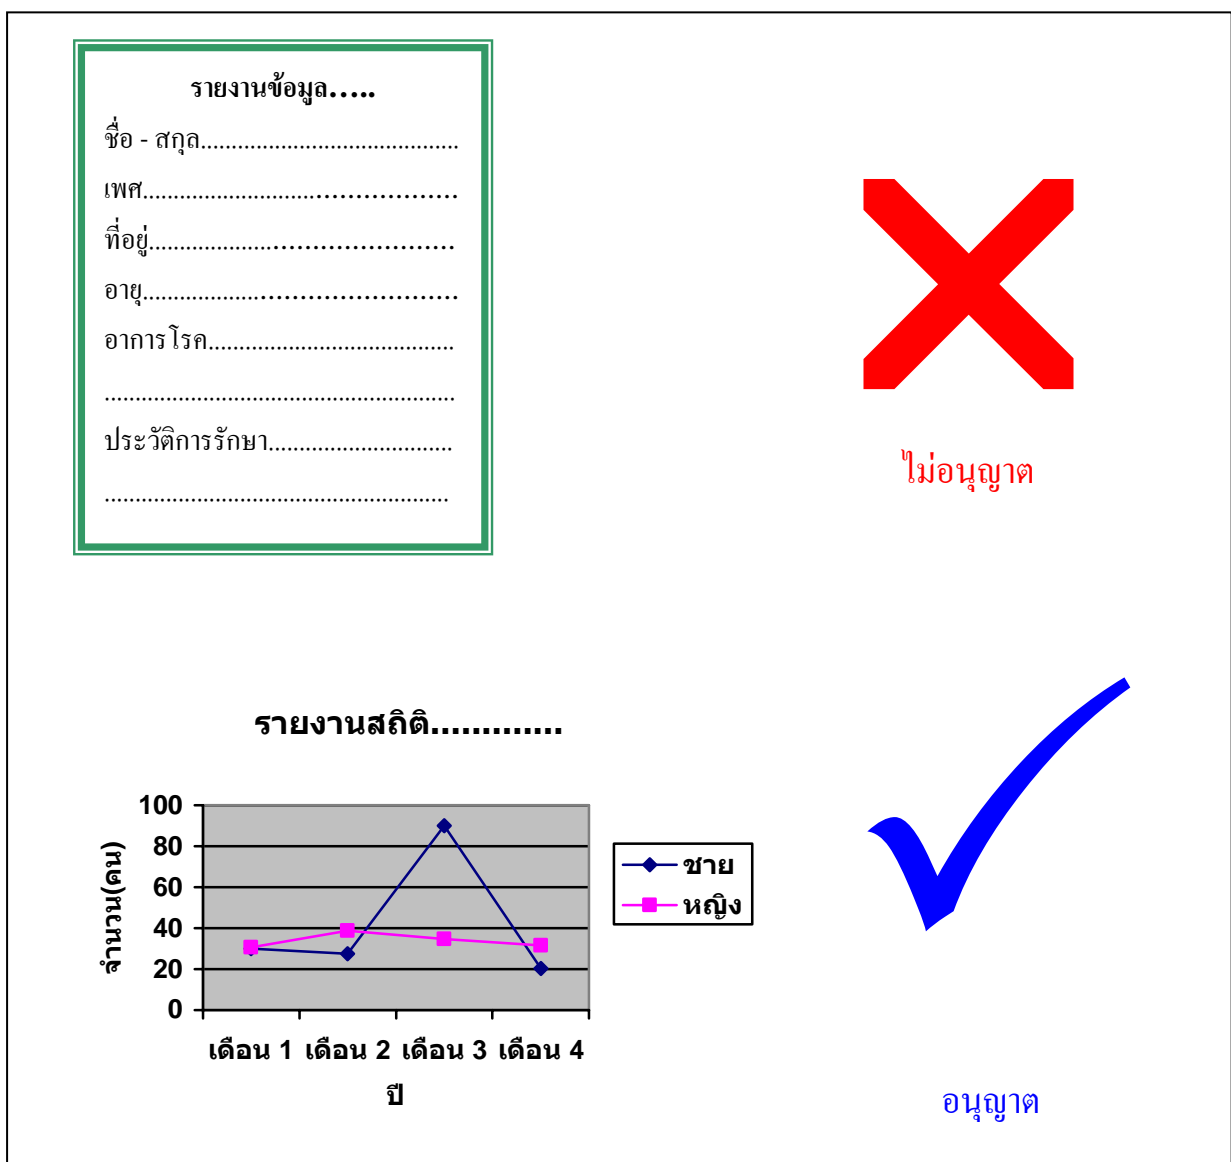 รายงานข้อมูล.....
ชื่อ - สกุล..........................................
เพศ...................................................
ที่อยู่..................................................
อายุ...................................................
อาการโรค........................................
.........................................................
ประวัติการรักษา..............................
........................................................
ไม่อนุญาต
รายงานสถิติ.............
100
80
60
40
20
0
จำนวน(คน)
เดือน 1 เดือน 2 เดือน 3 เดือน 4
ปี
ชาย
หญิง
อนุญาต